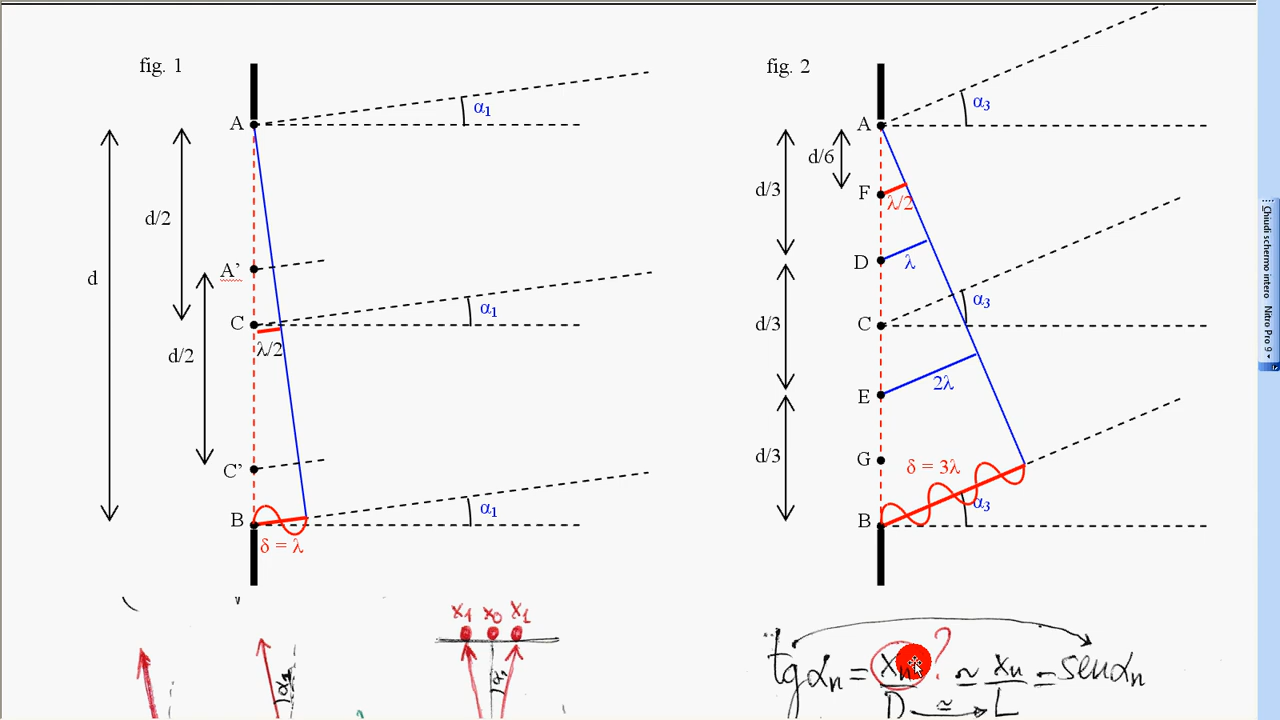 fig. 1
A
α1
d/2
d
A'
C
α1
λ/2
d/2
C'
B
α1
δ = λ
fig. 2
α3
A
d/6
d/3
F
λ/2
D
λ
α3
d/3
C
2λ
E
d/3
G
δ = 3λ
α3
B
x1 x0 x1
α2
α1
tgαn = xn/D ? ≃ xn/L = senαn
≃
Chiudi schermo intero Nitro Pro 9